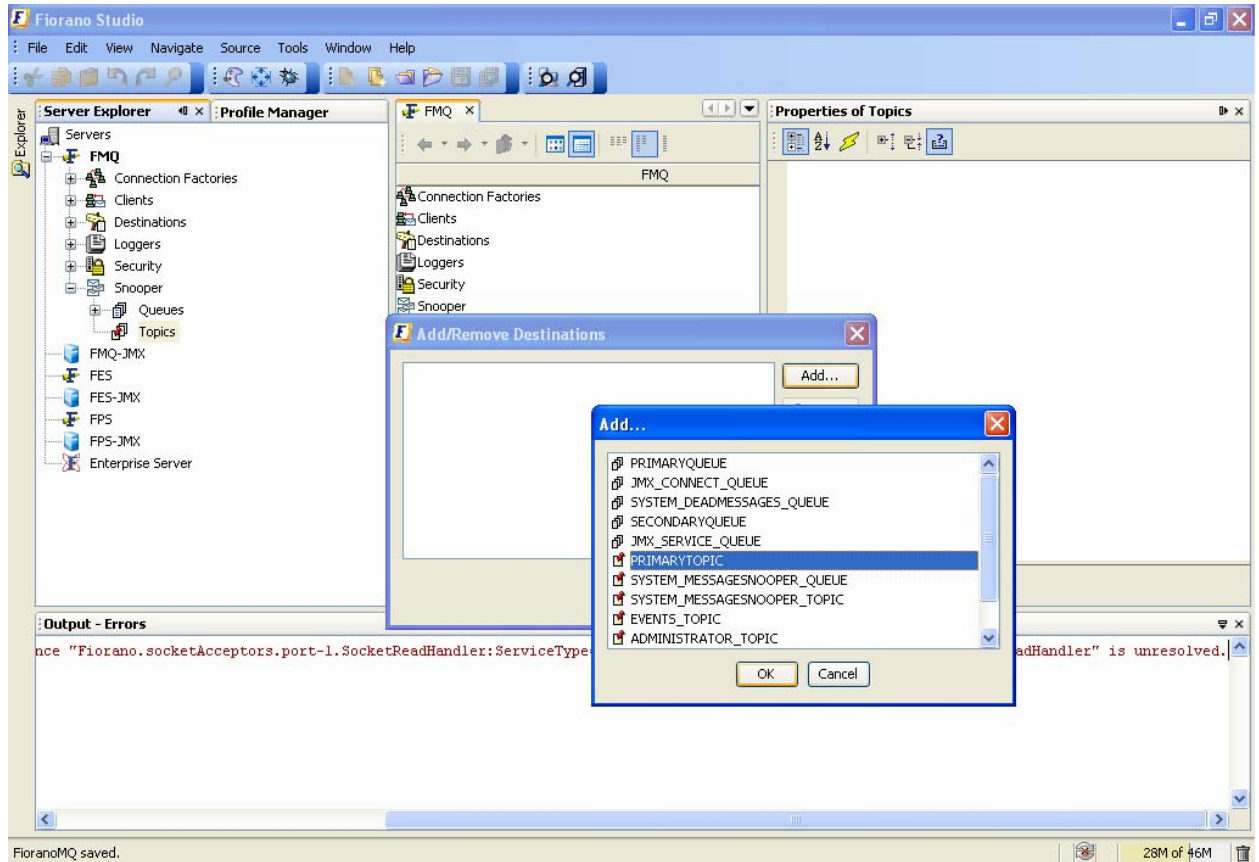 Fiorano Studio
File Edit View Navigate Source Tools Window Help
Explorer
Server Explorer
Profile Manager
Servers
FMQ
Connection Factories
Clients
Destinations
Loggers
Security
Snooper
Queues
Topics
FMQ-JMX
FES
FES-JMX
FPS
FPS-JMX
Enterprise Server
FMQ
FMQ
Connection Factories
Clients
Destinations
Loggers
Security
Snooper
Properties of Topics
Add/Remove Destinations
Add...
Add...
PRIMARYQUEUE
JMX_CONNECT_QUEUE
SYSTEM_DEADMESSAGES_QUEUE
SECONDARYQUEUE
JMX_SERVICE_QUEUE
PRIMARYTOPIC
SYSTEM_MESSAGESNOOPER_QUEUE
SYSTEM_MESSAGESNOOPER_TOPIC
EVENTS_TOPIC
ADMINISTRATOR_TOPIC
OK Cancel
Output - Errors
nce "Fiorano.socketAcceptors.port-1.SocketReadHandler:ServiceType= adHandler" is unresolved.
FioranoMQ saved.
28M of 46M